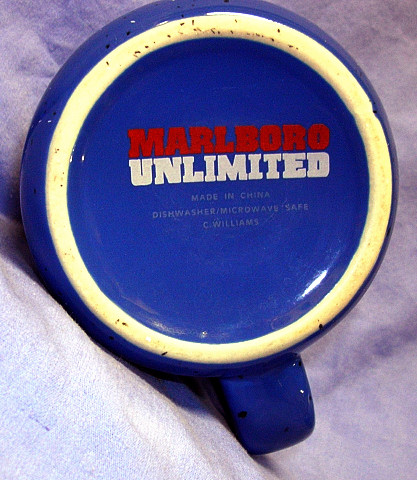 MARLBORO
UNLIMITED
MADE IN CHINA
DISHWASHER/MICROWAVE SAFE
C.WILLIAMS